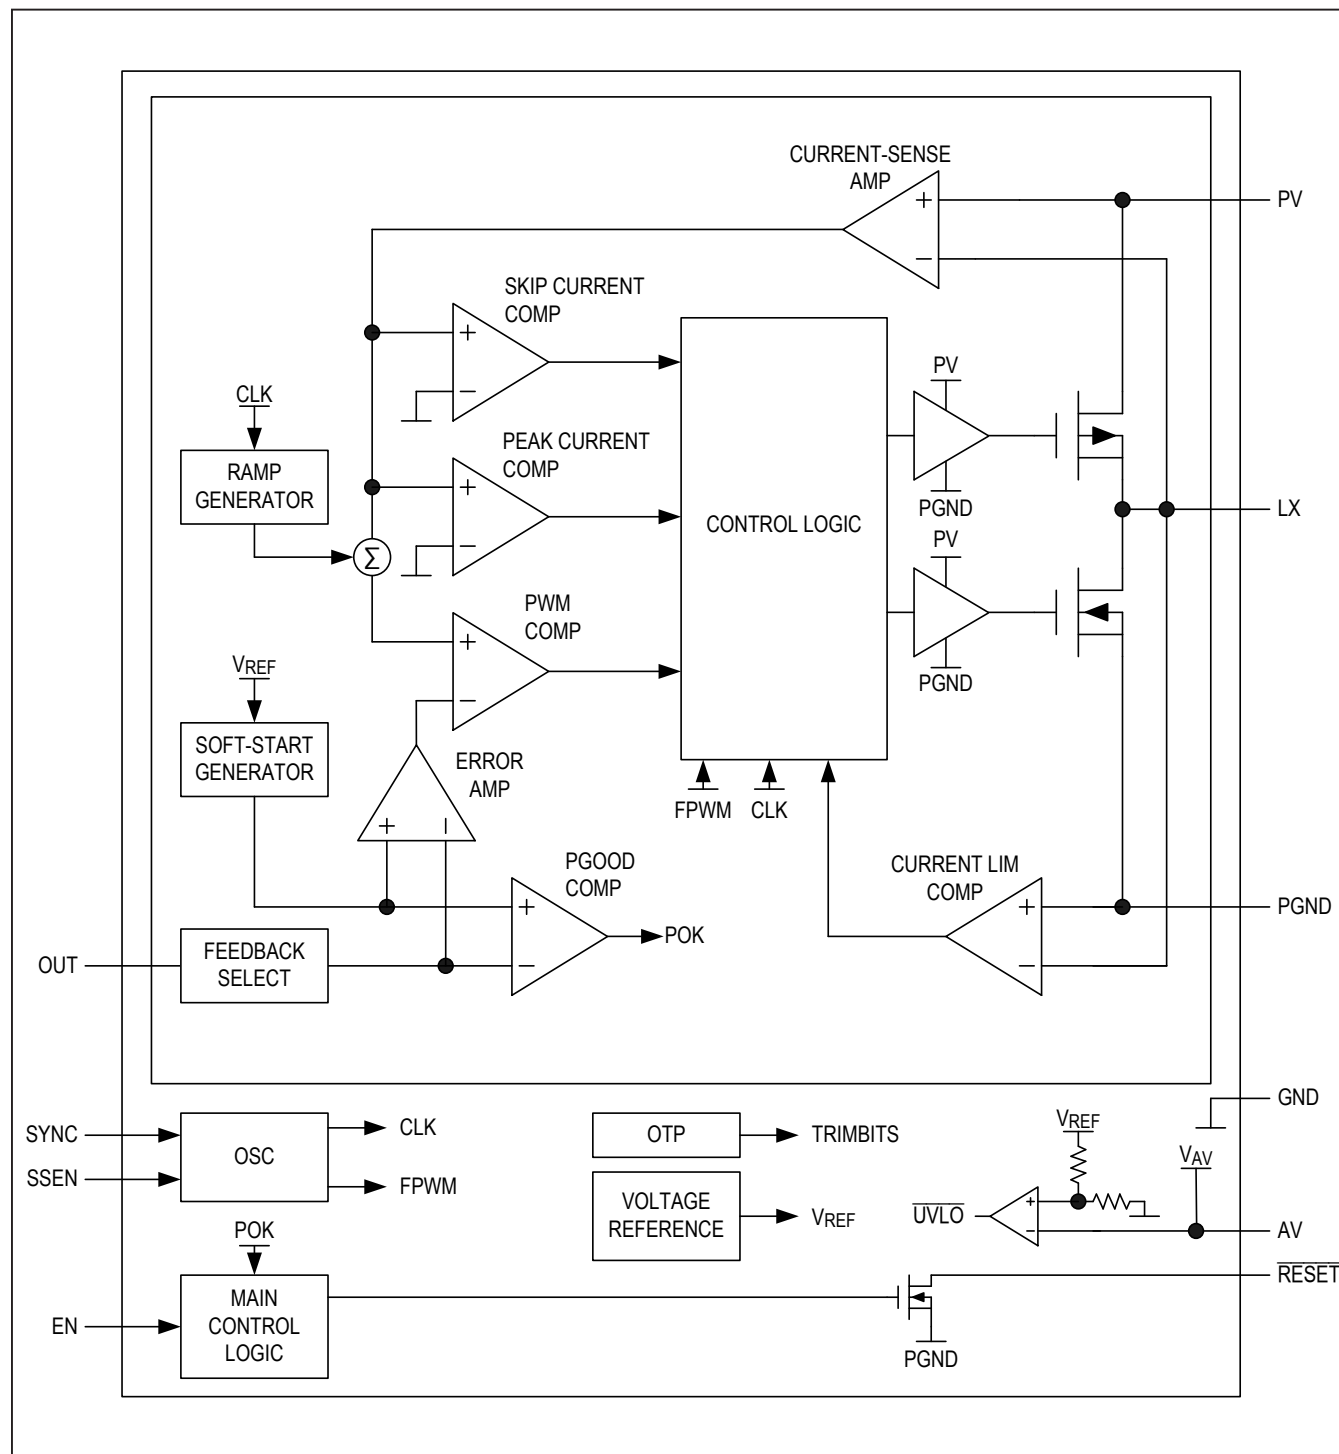 CURRENT-SENSE
AMP
+
−
PV
SKIP CURRENT
COMP
+
−
CLK
RAMP
GENERATOR
PEAK CURRENT
COMP
+
−
Σ
CONTROL LOGIC
PV
PGND
PV
PGND
LX
PWM
COMP
+
−
VREF
SOFT-START
GENERATOR
ERROR
AMP
+
−
FPWM
CLK
PGOOD
COMP
+
−
POK
CURRENT LIM
COMP
+
−
PGND
OUT
FEEDBACK
SELECT
GND
SYNC
SSEN
OSC
CLK
FPWM
OTP
TRIMBITS
VOLTAGE
REFERENCE
VREF
VREF
VAV
UVLO
+
−
AV
RESET
POK
EN
MAIN
CONTROL
LOGIC
PGND